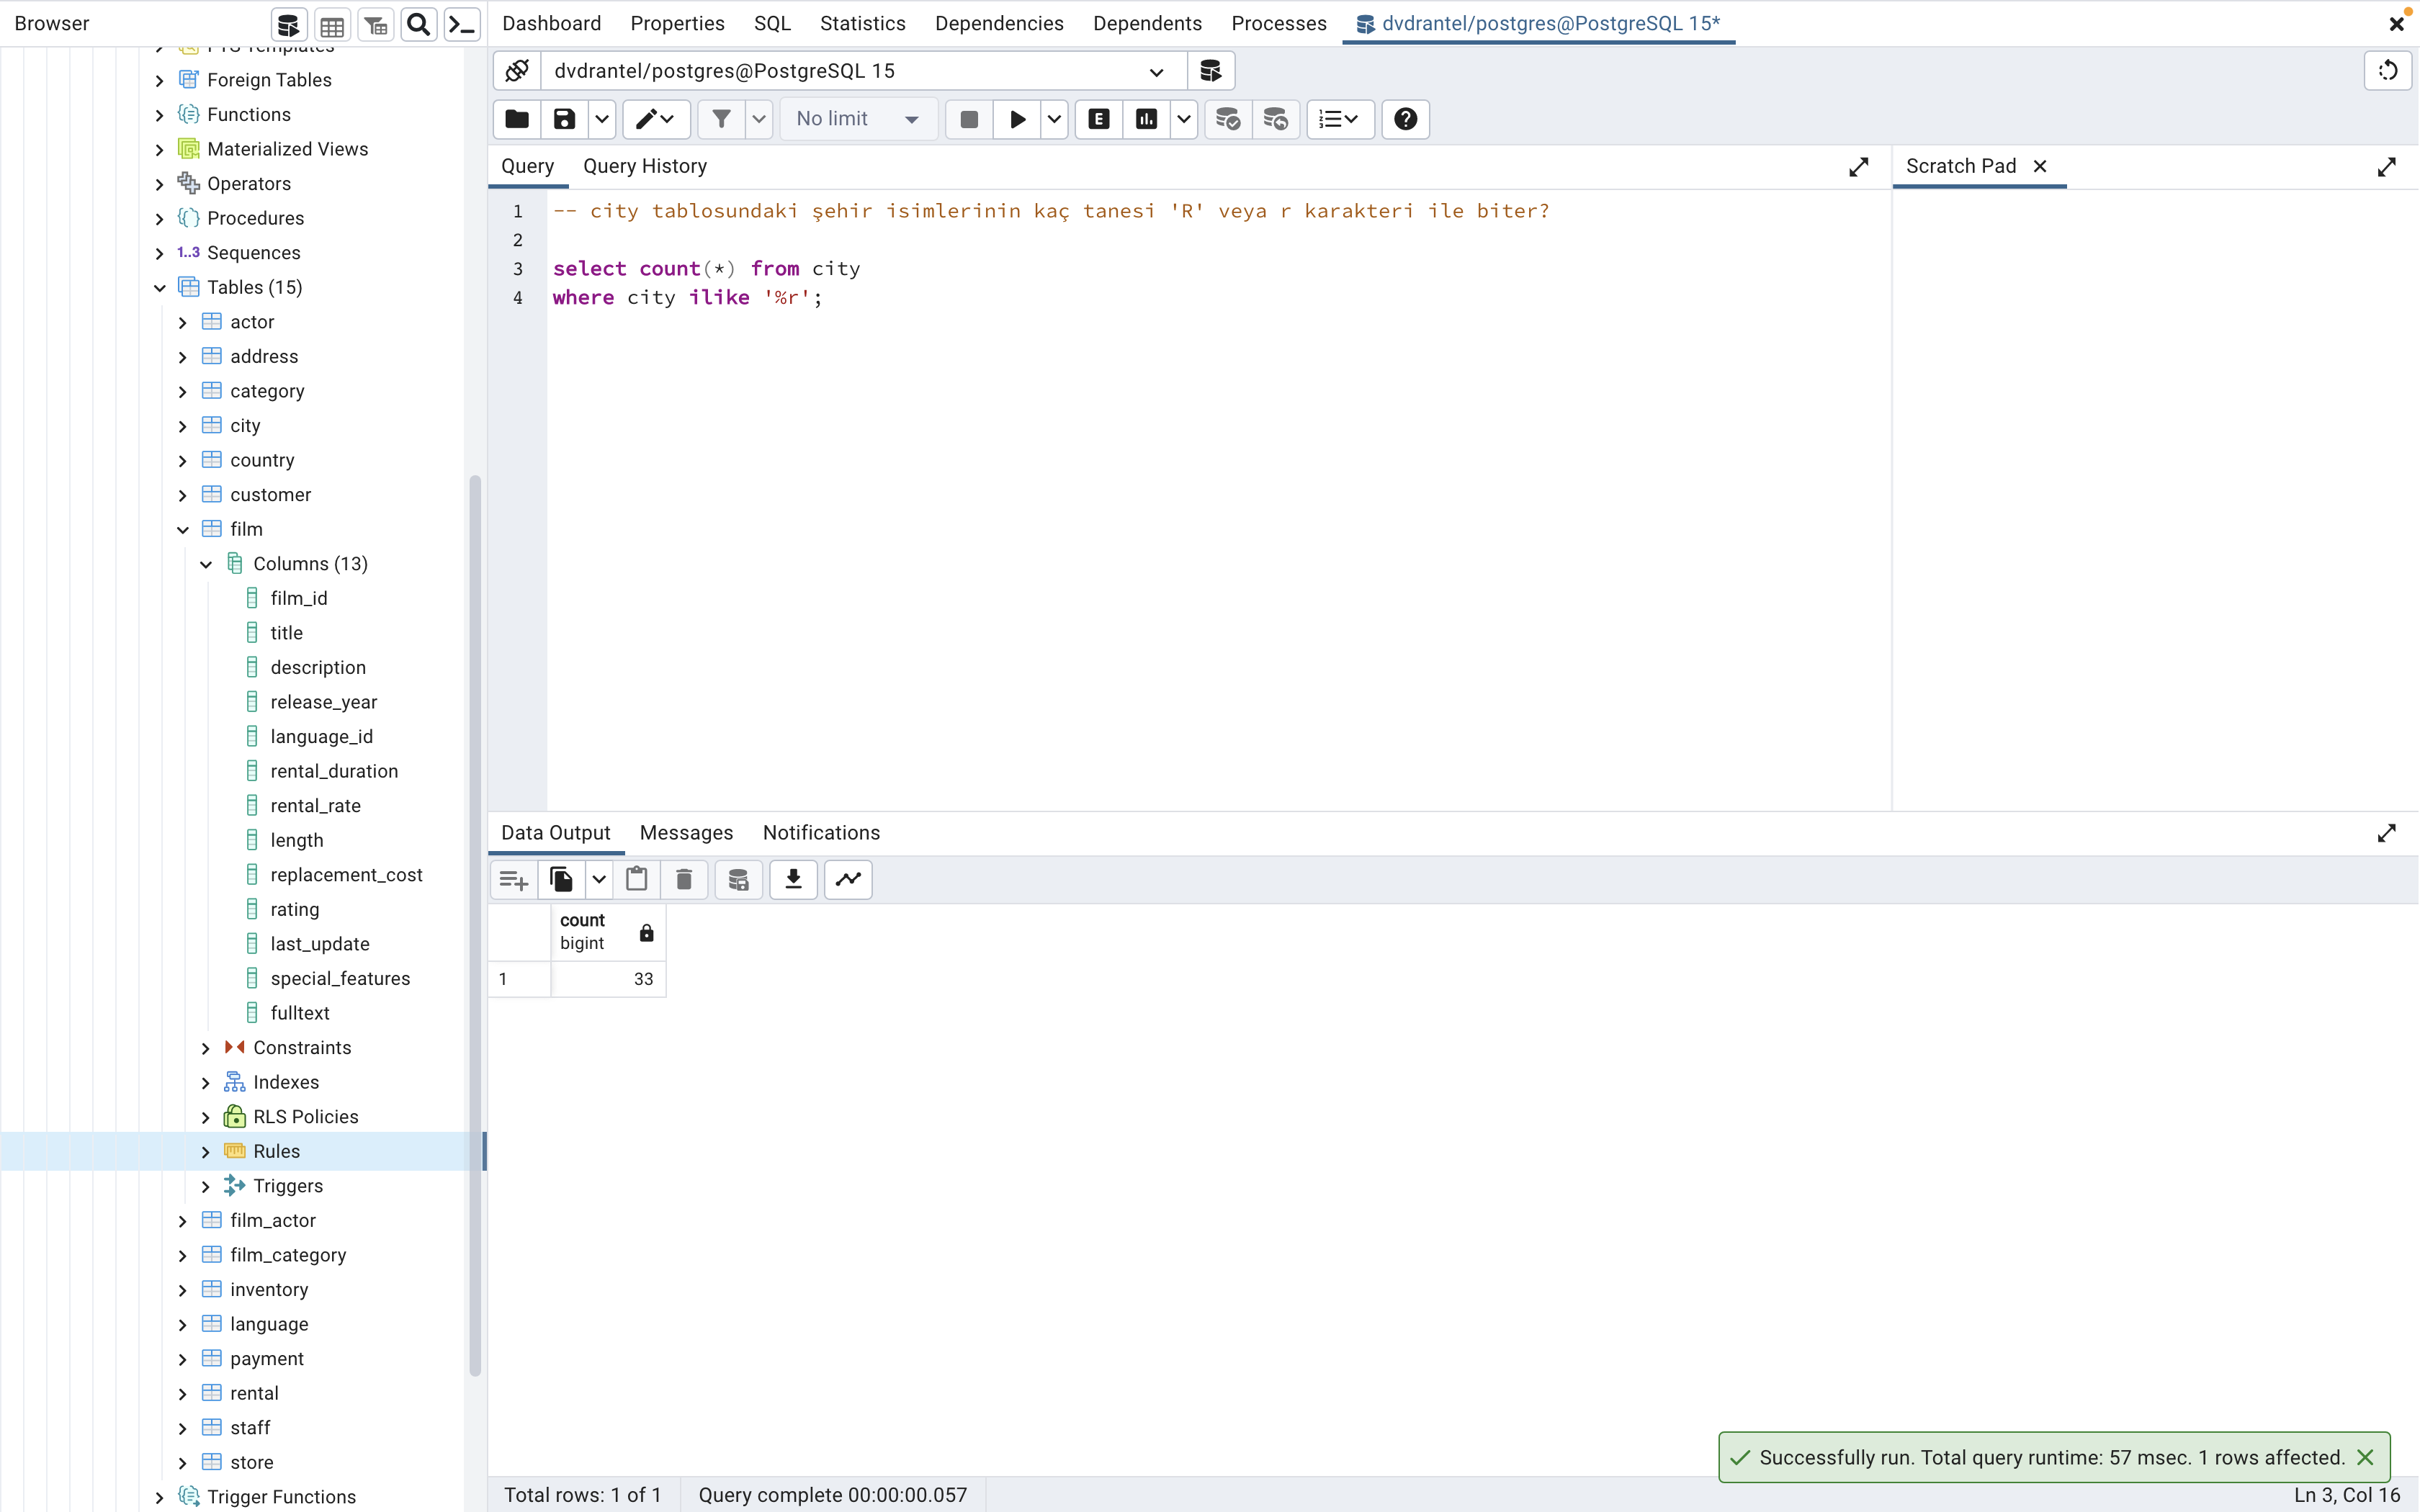 Browser
Dashboard Properties SQL Statistics Dependencies Dependents Processes dvdrantel/postgres@PostgreSQL 15*
FTS Templates
Foreign Tables
Functions
Materialized Views
Operators
Procedures
1..3 Sequences
Tables (15)
actor
address
category
city
country
customer
film
Columns (13)
film_id
title
description
release_year
language_id
rental_duration
rental_rate
length
replacement_cost
rating
last_update
special_features
fulltext
Constraints
Indexes
RLS Policies
Rules
Triggers
film_actor
film_category
inventory
language
payment
rental
staff
store
Trigger Functions
dvdrantel/postgres@PostgreSQL 15
No limit E
Query Query History
Scratch Pad
1 -- city tablosundaki şehir isimlerinin kaç tanesi 'R' veya r karakteri ile biter?
2
3 select count(*) from city
4 where city ilike '%r';
Data Output Messages Notifications
count
bigint
1 33
Successfully run. Total query runtime: 57 msec. 1 rows affected.
Total rows: 1 of 1 Query complete 00:00:00.057 Ln 3, Col 16